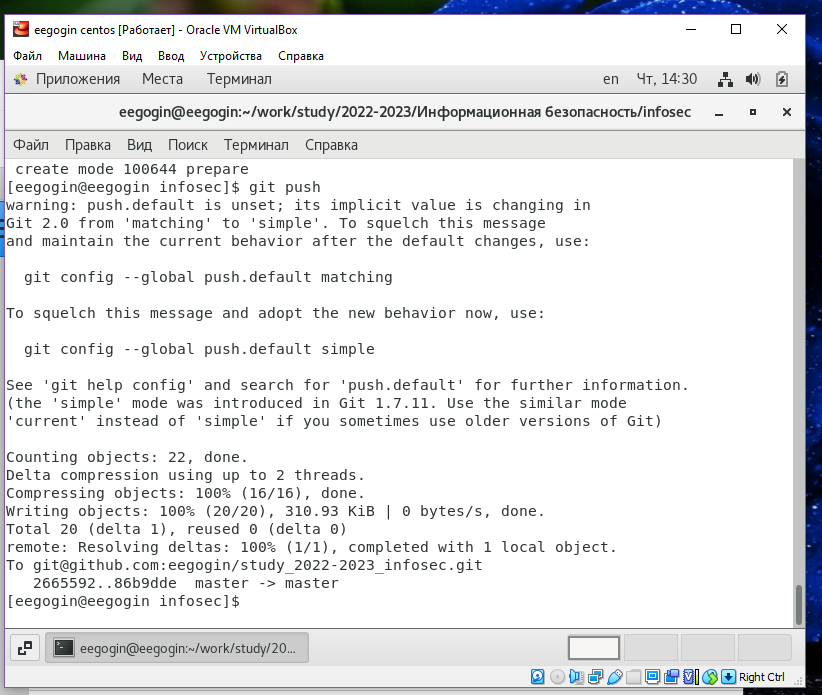 eegogin centos [Работает] - Oracle VM VirtualBox
Файл Машина Вид Ввод Устройства Справка
Приложения Места Терминал en Чт, 14:30
eegogin@eegogin:~/work/study/2022-2023/Информационная безопасность/infosec
Файл Правка Вид Поиск Терминал Справка
create mode 100644 prepare
[eegogin@eegogin infosec]$ git push
warning: push.default is unset; its implicit value is changing in
Git 2.0 from 'matching' to 'simple'. To squelch this message
and maintain the current behavior after the default changes, use:
git config --global push.default matching
To squelch this message and adopt the new behavior now, use:
git config --global push.default simple
See 'git help config' and search for 'push.default' for further information.
(the 'simple' mode was introduced in Git 1.7.11. Use the similar mode
'current' instead of 'simple' if you sometimes use older versions of Git)
Counting objects: 22, done.
Delta compression using up to 2 threads.
Compressing objects: 100% (16/16), done.
Writing objects: 100% (20/20), 310.93 KiB | 0 bytes/s, done.
Total 20 (delta 1), reused 0 (delta 0)
remote: Resolving deltas: 100% (1/1), completed with 1 local object.
To git@github.com:eegogin/study_2022-2023_infosec.git
2665592..86b9dde master -> master
[eegogin@eegogin infosec]$
eegogin@eegogin:~/work/study/20...
Right Ctrl